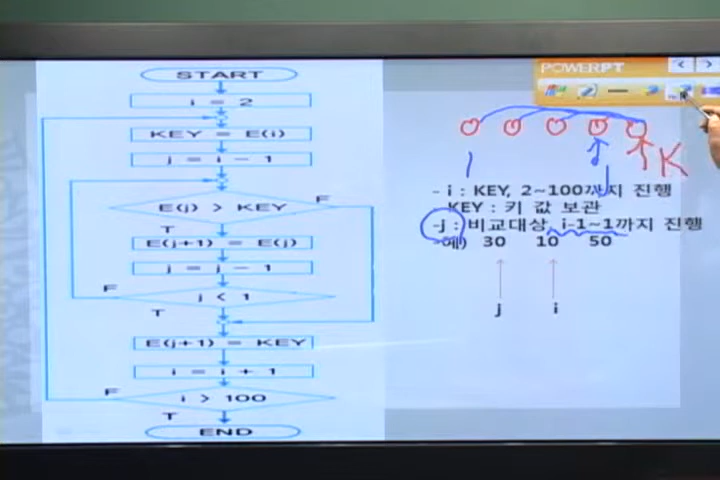 START
i = 2
KEY = E(i)
j = i - 1
E(j) > KEY
F
T
E(j+1) = E(j)
j = j - 1
j < 1
F
T
E(j+1) = KEY
i = i + 1
i > 100
F
T
END
POWERPT
K
j
- i : KEY, 2~100까지 진행
KEY : 키 값 보관
-j : 비교대상, i-1~1까지 진행
예) 30 10 50
j i